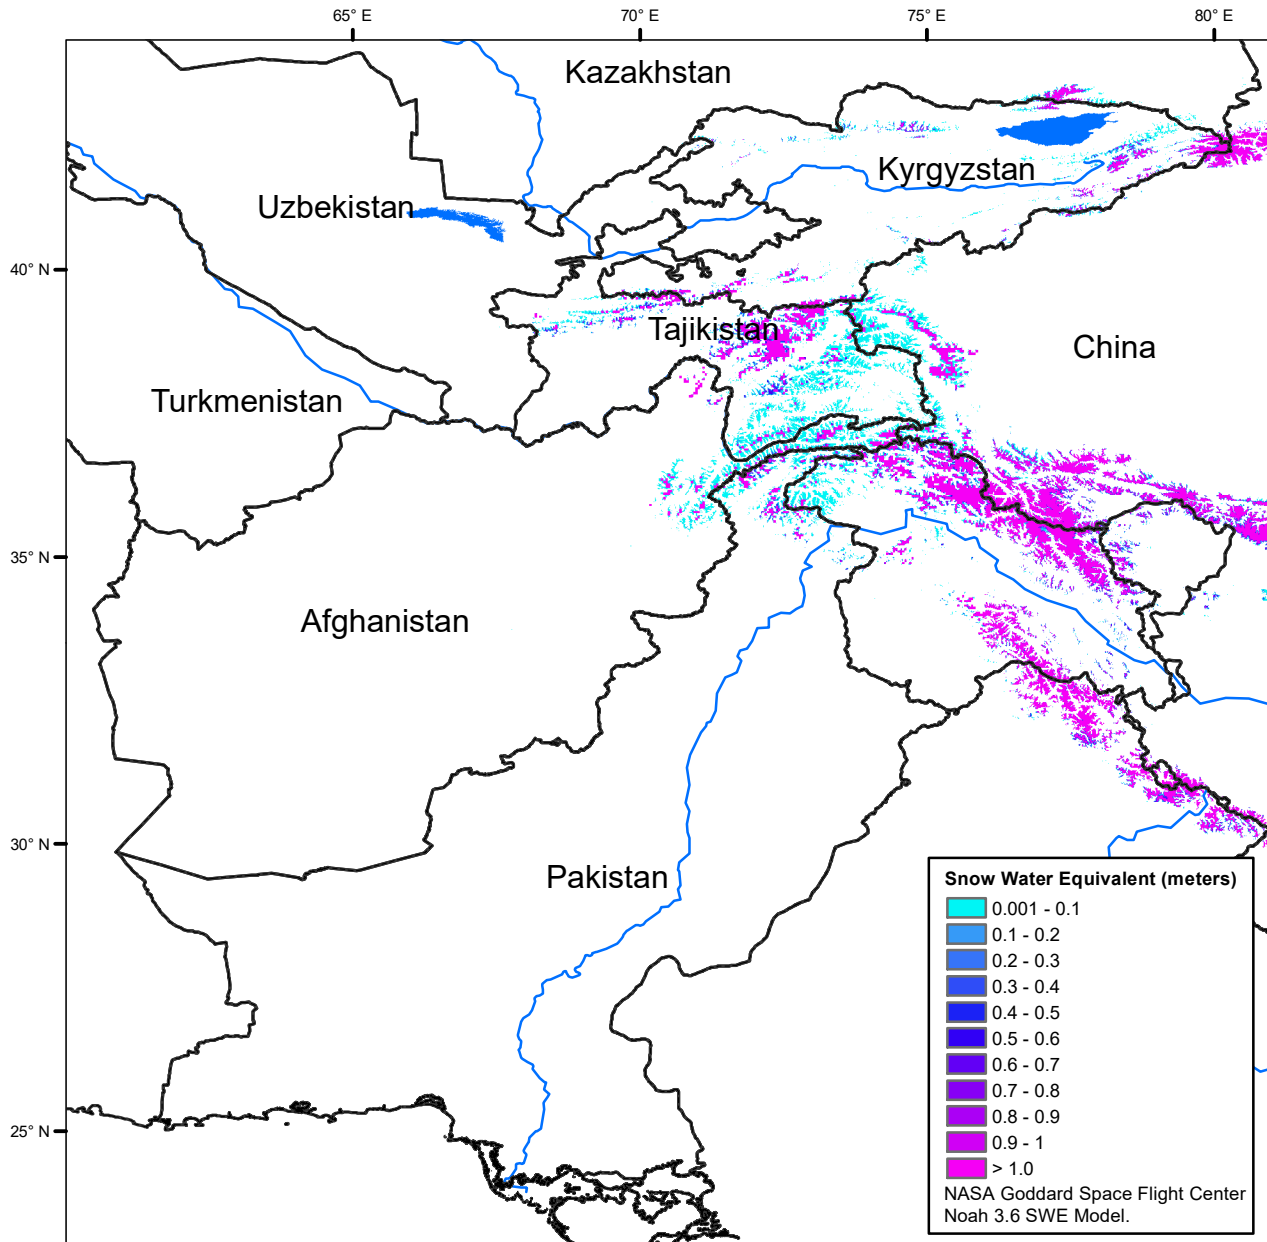 65° E
70° E
75° E
80° E
Kazakhstan
Kyrgyzstan
Uzbekistan
40° N
Tajikistan
China
Turkmenistan
35° N
Afghanistan
30° N
Pakistan
25° N
Snow Water Equivalent (meters)
0.001 - 0.1
0.1 - 0.2
0.2 - 0.3
0.3 - 0.4
0.4 - 0.5
0.5 - 0.6
0.6 - 0.7
0.7 - 0.8
0.8 - 0.9
0.9 - 1
> 1.0
NASA Goddard Space Flight Center
Noah 3.6 SWE Model.